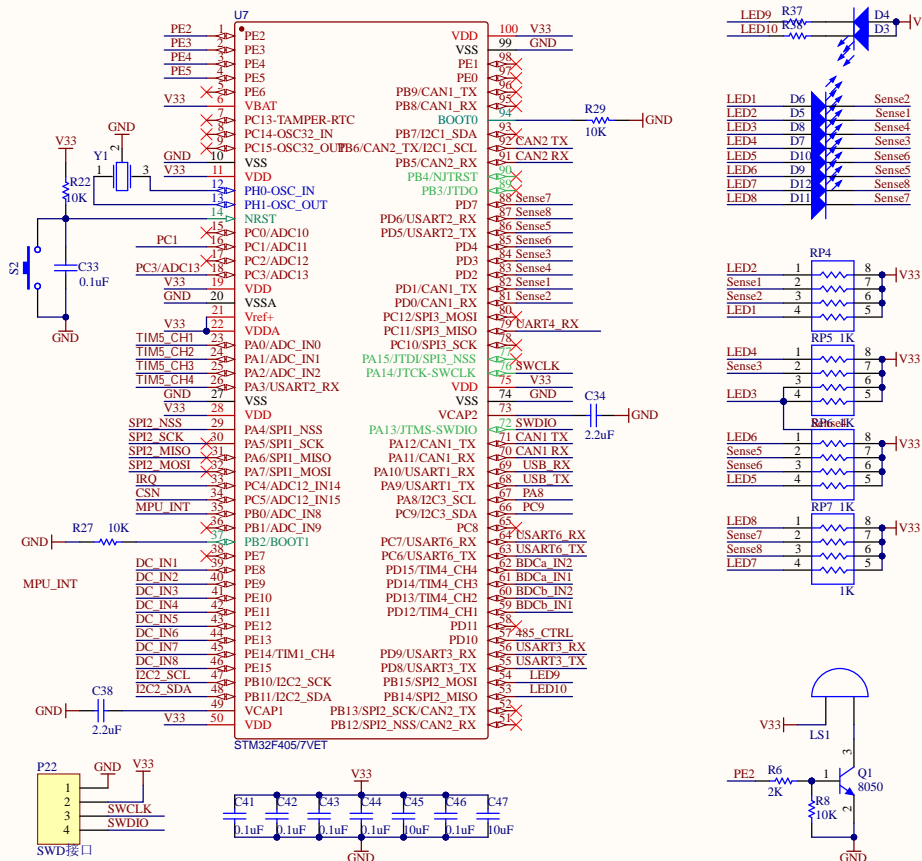 U7
PE2 1 PE2 VDD 100 V33
PE3 2 PE3 VSS 99 GND
PE4 3 PE4 PE1 98
PE5 4 PE5 PE0 97
5 PE6 PB9/CAN1_TX 96
V33 6 VBAT PB8/CAN1_RX 95
7 PC13-TAMPER-RTC BOOT0 94 R29 10K GND
8 PC14-OSC32_IN PB7/I2C1_SDA 93
9 PC15-OSC32_OUT PB6/CAN2_TX/I2C1_SCL 92 CAN2 TX
GND 10 VSS PB5/CAN2_RX 91 CAN2 RX
V33 11 VDD PB4/NJTRST 90
12 PH0-OSC_IN PB3/JTDO 89
13 PH1-OSC_OUT PD7 88 Sense7
14 NRST PD6/USART2_RX 87 Sense8
15 PC0/ADC10 PD5/USART2_TX 86 Sense5
PC1 16 PC1/ADC11 PD4 85 Sense6
17 PC2/ADC12 PD3 84 Sense3
PC3/ADC13 18 PC3/ADC13 PD2 83 Sense4
V33 19 VDD PD1/CAN1_TX 82 Sense1
GND 20 VSSA PD0/CAN1_RX 81 Sense2
21 Vref+ PC12/SPI3_MOSI 80
V33 22 VDDA PC11/SPI3_MISO 79 UART4_RX
TIM5_CH1 23 PA0/ADC_IN0 PC10/SPI3_SCK 78
TIM5_CH2 24 PA1/ADC_IN1 PA15/JTDI/SPI3_NSS 77
TIM5_CH3 25 PA2/ADC_IN2 PA14/JTCK-SWCLK 76 SWCLK
TIM5_CH4 26 PA3/USART2_RX VDD 75 V33
GND 27 VSS VSS 74 GND
V33 28 VDD VCAP2 73 C34 2.2uF GND
SPI2_NSS 29 PA4/SPI1_NSS PA13/JTMS-SWDIO 72 SWDIO
SPI2_SCK 30 PA5/SPI1_SCK PA12/CAN1_TX 71 CAN1 TX
SPI2_MISO 31 PA6/SPI1_MISO PA11/CAN1_RX 70 CAN1 RX
SPI2_MOSI 32 PA7/SPI1_MOSI PA10/USART1_RX 69 USB_RX
IRQ 33 PC4/ADC12_IN14 PA9/USART1_TX 68 USB_TX
CSN 34 PC5/ADC12_IN15 PA8/I2C3_SCL 67 PA8
MPU_INT 35 PB0/ADC_IN8 PC9/I2C3_SDA 66 PC9
36 PB1/ADC_IN9 PC8 65
GND R27 10K 37 PB2/BOOT1 PC7/USART6_RX 64 USART6_RX
38 PE7 PC6/USART6_TX 63 USART6_TX
DC_IN1 39 PE8 PD15/TIM4_CH4 62 BDCa_IN2
DC_IN2 40 PE9 PD14/TIM4_CH3 61 BDCa_IN1
DC_IN3 41 PE10 PD13/TIM4_CH2 60 BDCb_IN2
DC_IN4 42 PE11 PD12/TIM4_CH1 59 BDCb_IN1
DC_IN5 43 PE12 PD11 58
DC_IN6 44 PE13 PD10 57 485_CTRL
DC_IN7 45 PE14/TIM1_CH4 PD9/USART3_RX 56 USART3_RX
DC_IN8 46 PE15 PD8/USART3_TX 55 USART3_TX
I2C2_SCL 47 PB10/I2C2_SCK PB15/SPI2_MOSI 54 LED9
I2C2_SDA 48 PB11/I2C2_SDA PB14/SPI2_MISO 53 LED10
49 VCAP1 PB13/SPI2_SCK/CAN2_TX 52
V33 50 VDD PB12/SPI2_NSS/CAN2_RX 51
STM32F405/7VET
GND
Y1 1 2 3
V33
R22
10K
S2
C33
0.1uF
GND
MPU_INT
C38
GND
2.2uF
P22
GND V33
1
2
3 SWCLK
4 SWDIO
SWD接口
V33
C41 C42 C43 C44 C45 C46 C47
0.1uF 0.1uF 0.1uF 0.1uF 10uF 0.1uF 10uF
GND
LED9 R37 D4 V
LED10 R38 D3
LED1 D6 Sense2
LED2 D5 Sense1
LED3 D8 Sense4
LED4 D7 Sense3
LED5 D10 Sense6
LED6 D9 Sense5
LED7 D12 Sense8
LED8 D11 Sense7
RP4
LED2 1 8 V33
Sense1 2 7
Sense2 3 6
LED1 4 5
RP5 1K
LED4 1 8 V33
Sense3 2 7
3 6
LED3 4 5
RP6 1K
Sense4
LED6 1 8 V33
Sense5 2 7
Sense6 3 6
LED5 4 5
RP7 1K
LED8 1 8 V33
Sense7 2 7
Sense8 3 6
LED7 4 5
1K
V33
LS1
3
PE2 R6 1 Q1
2K 8050
R8
10K 2
GND